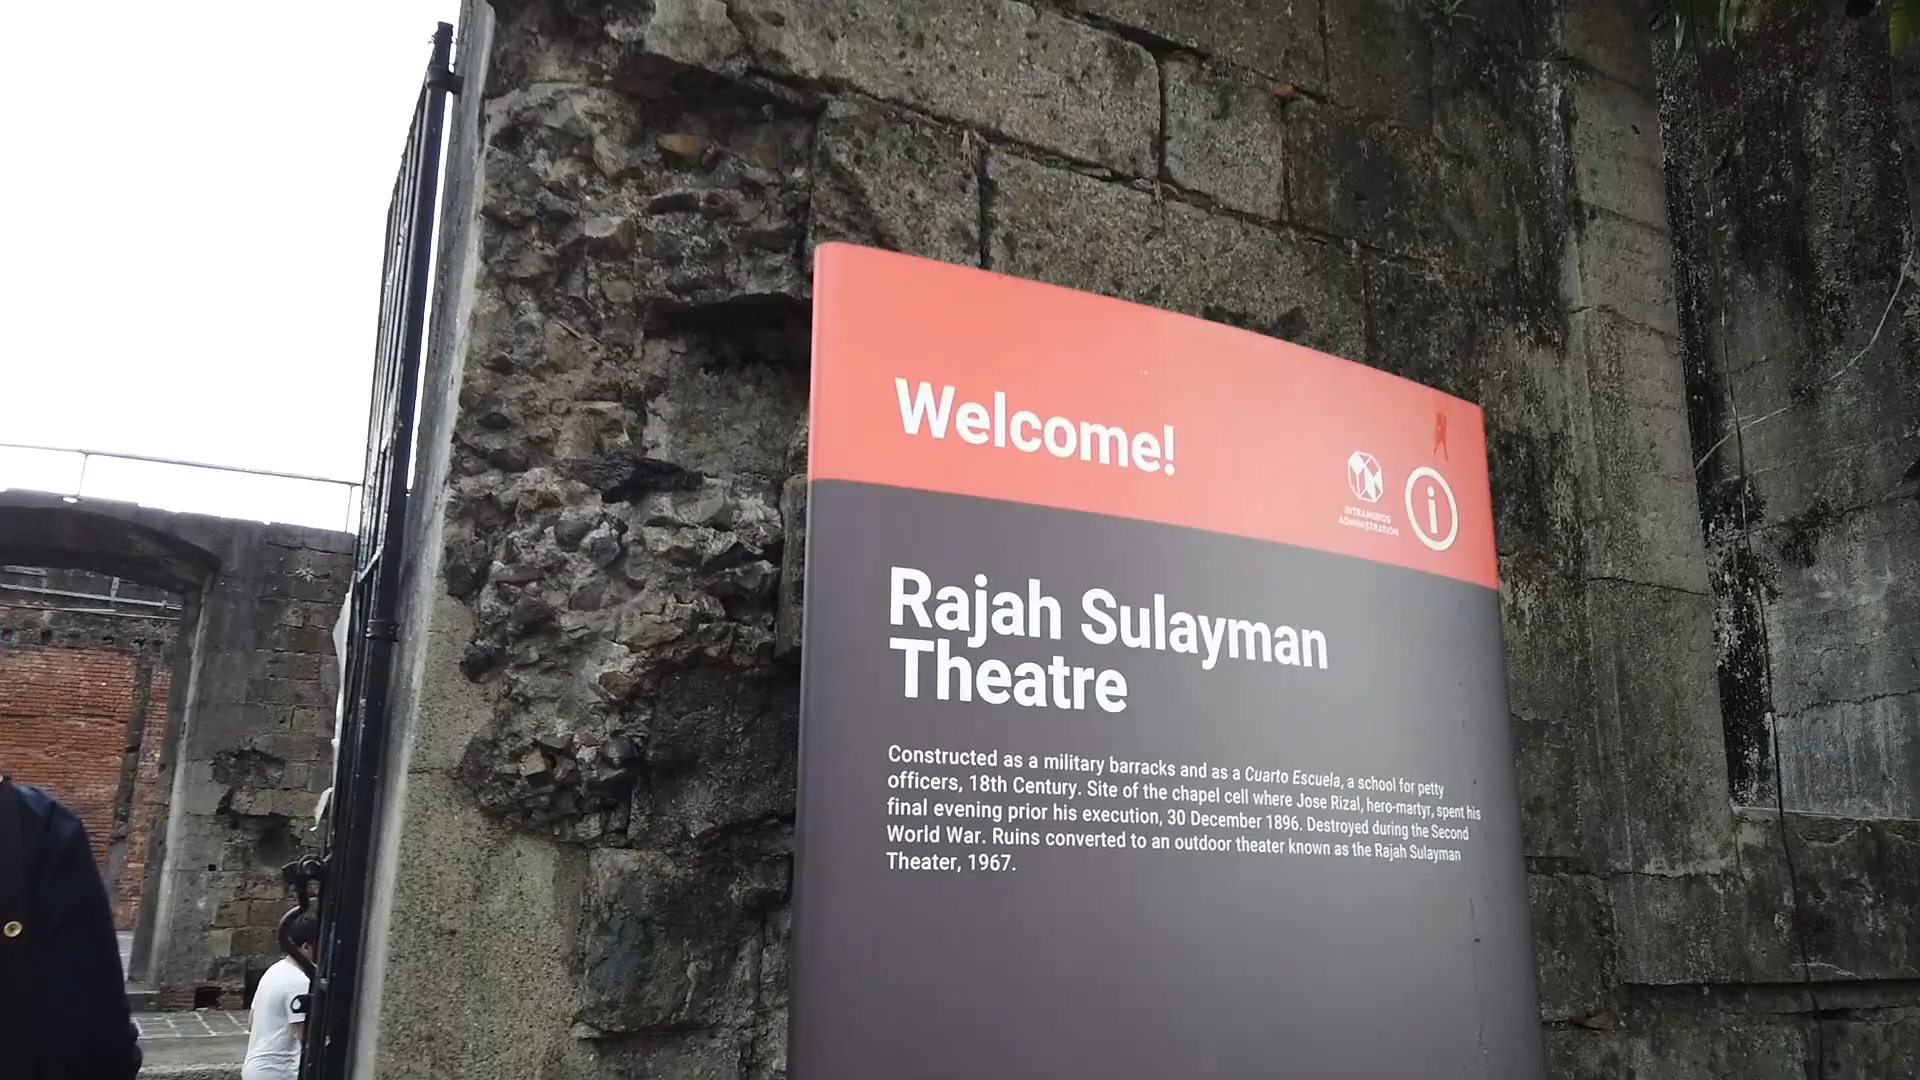 Welcome!
INTRAMUROS
ADMINISTRATION
i
Rajah Sulayman
Theatre
Constructed as a military barracks and as a Cuarto Escuela, a school for petty
officers, 18th Century. Site of the chapel cell where Jose Rizal, hero-martyr, spent his
final evening prior his execution, 30 December 1896. Destroyed during the Second
World War. Ruins converted to an outdoor theater known as the Rajah Sulayman
Theater, 1967.